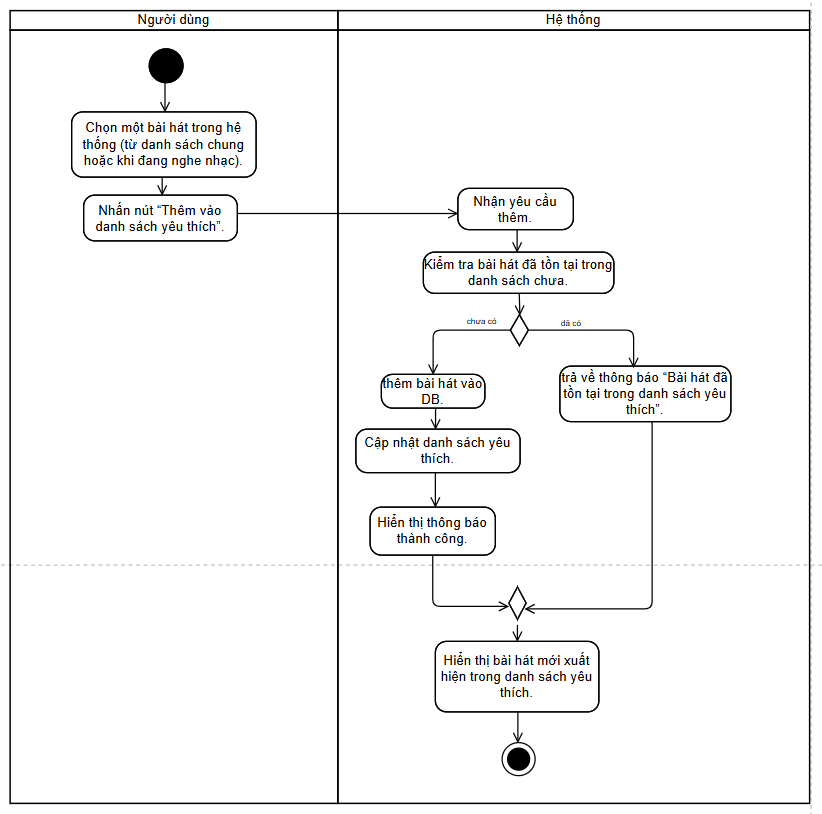 Người dùng
Hệ thống
Chọn một bài hát trong hệ
thống (từ danh sách chung
hoặc khi đang nghe nhạc).
Nhấn nút “Thêm vào
danh sách yêu thích”.
Nhận yêu cầu
thêm.
Kiểm tra bài hát đã tồn tại trong
danh sách chưa.
chưa có
đã có
thêm bài hát vào
DB.
trả về thông báo “Bài hát đã
tồn tại trong danh sách yêu
thích”.
Cập nhật danh sách yêu
thích.
Hiển thị thông báo
thành công.
Hiển thị bài hát mới xuất
hiện trong danh sách yêu
thích.